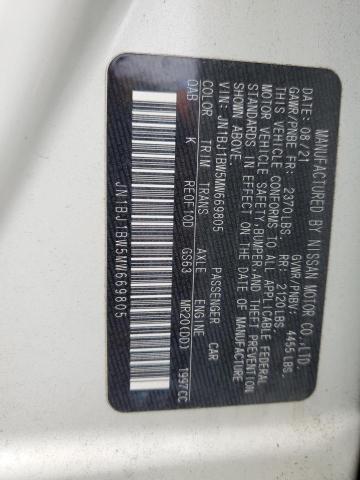 MANUFACTURED BY NISSAN MOTOR CO.,LTD.
DATE: 08/21 GVWR/PNBV: 4455 LBS.
GAWR/PNBE FR: 2370 LBS. RR: 2120 LBS.
THIS VEHICLE CONFORMS TO ALL APPLICABLE FEDERAL
MOTOR VEHICLE SAFETY, BUMPER, AND THEFT PREVENTION
STANDARDS IN EFFECT ON THE DATE OF MANUFACTURE
SHOWN ABOVE.
VIN: JN1BJ1BW5MW669805 PASSENGER CAR
COLOR TRIM TRANS AXLE ENGINE
QAB K RE0F10D GS63 MR20(DD) 1997CC
JN1BJ1BW5MW669805